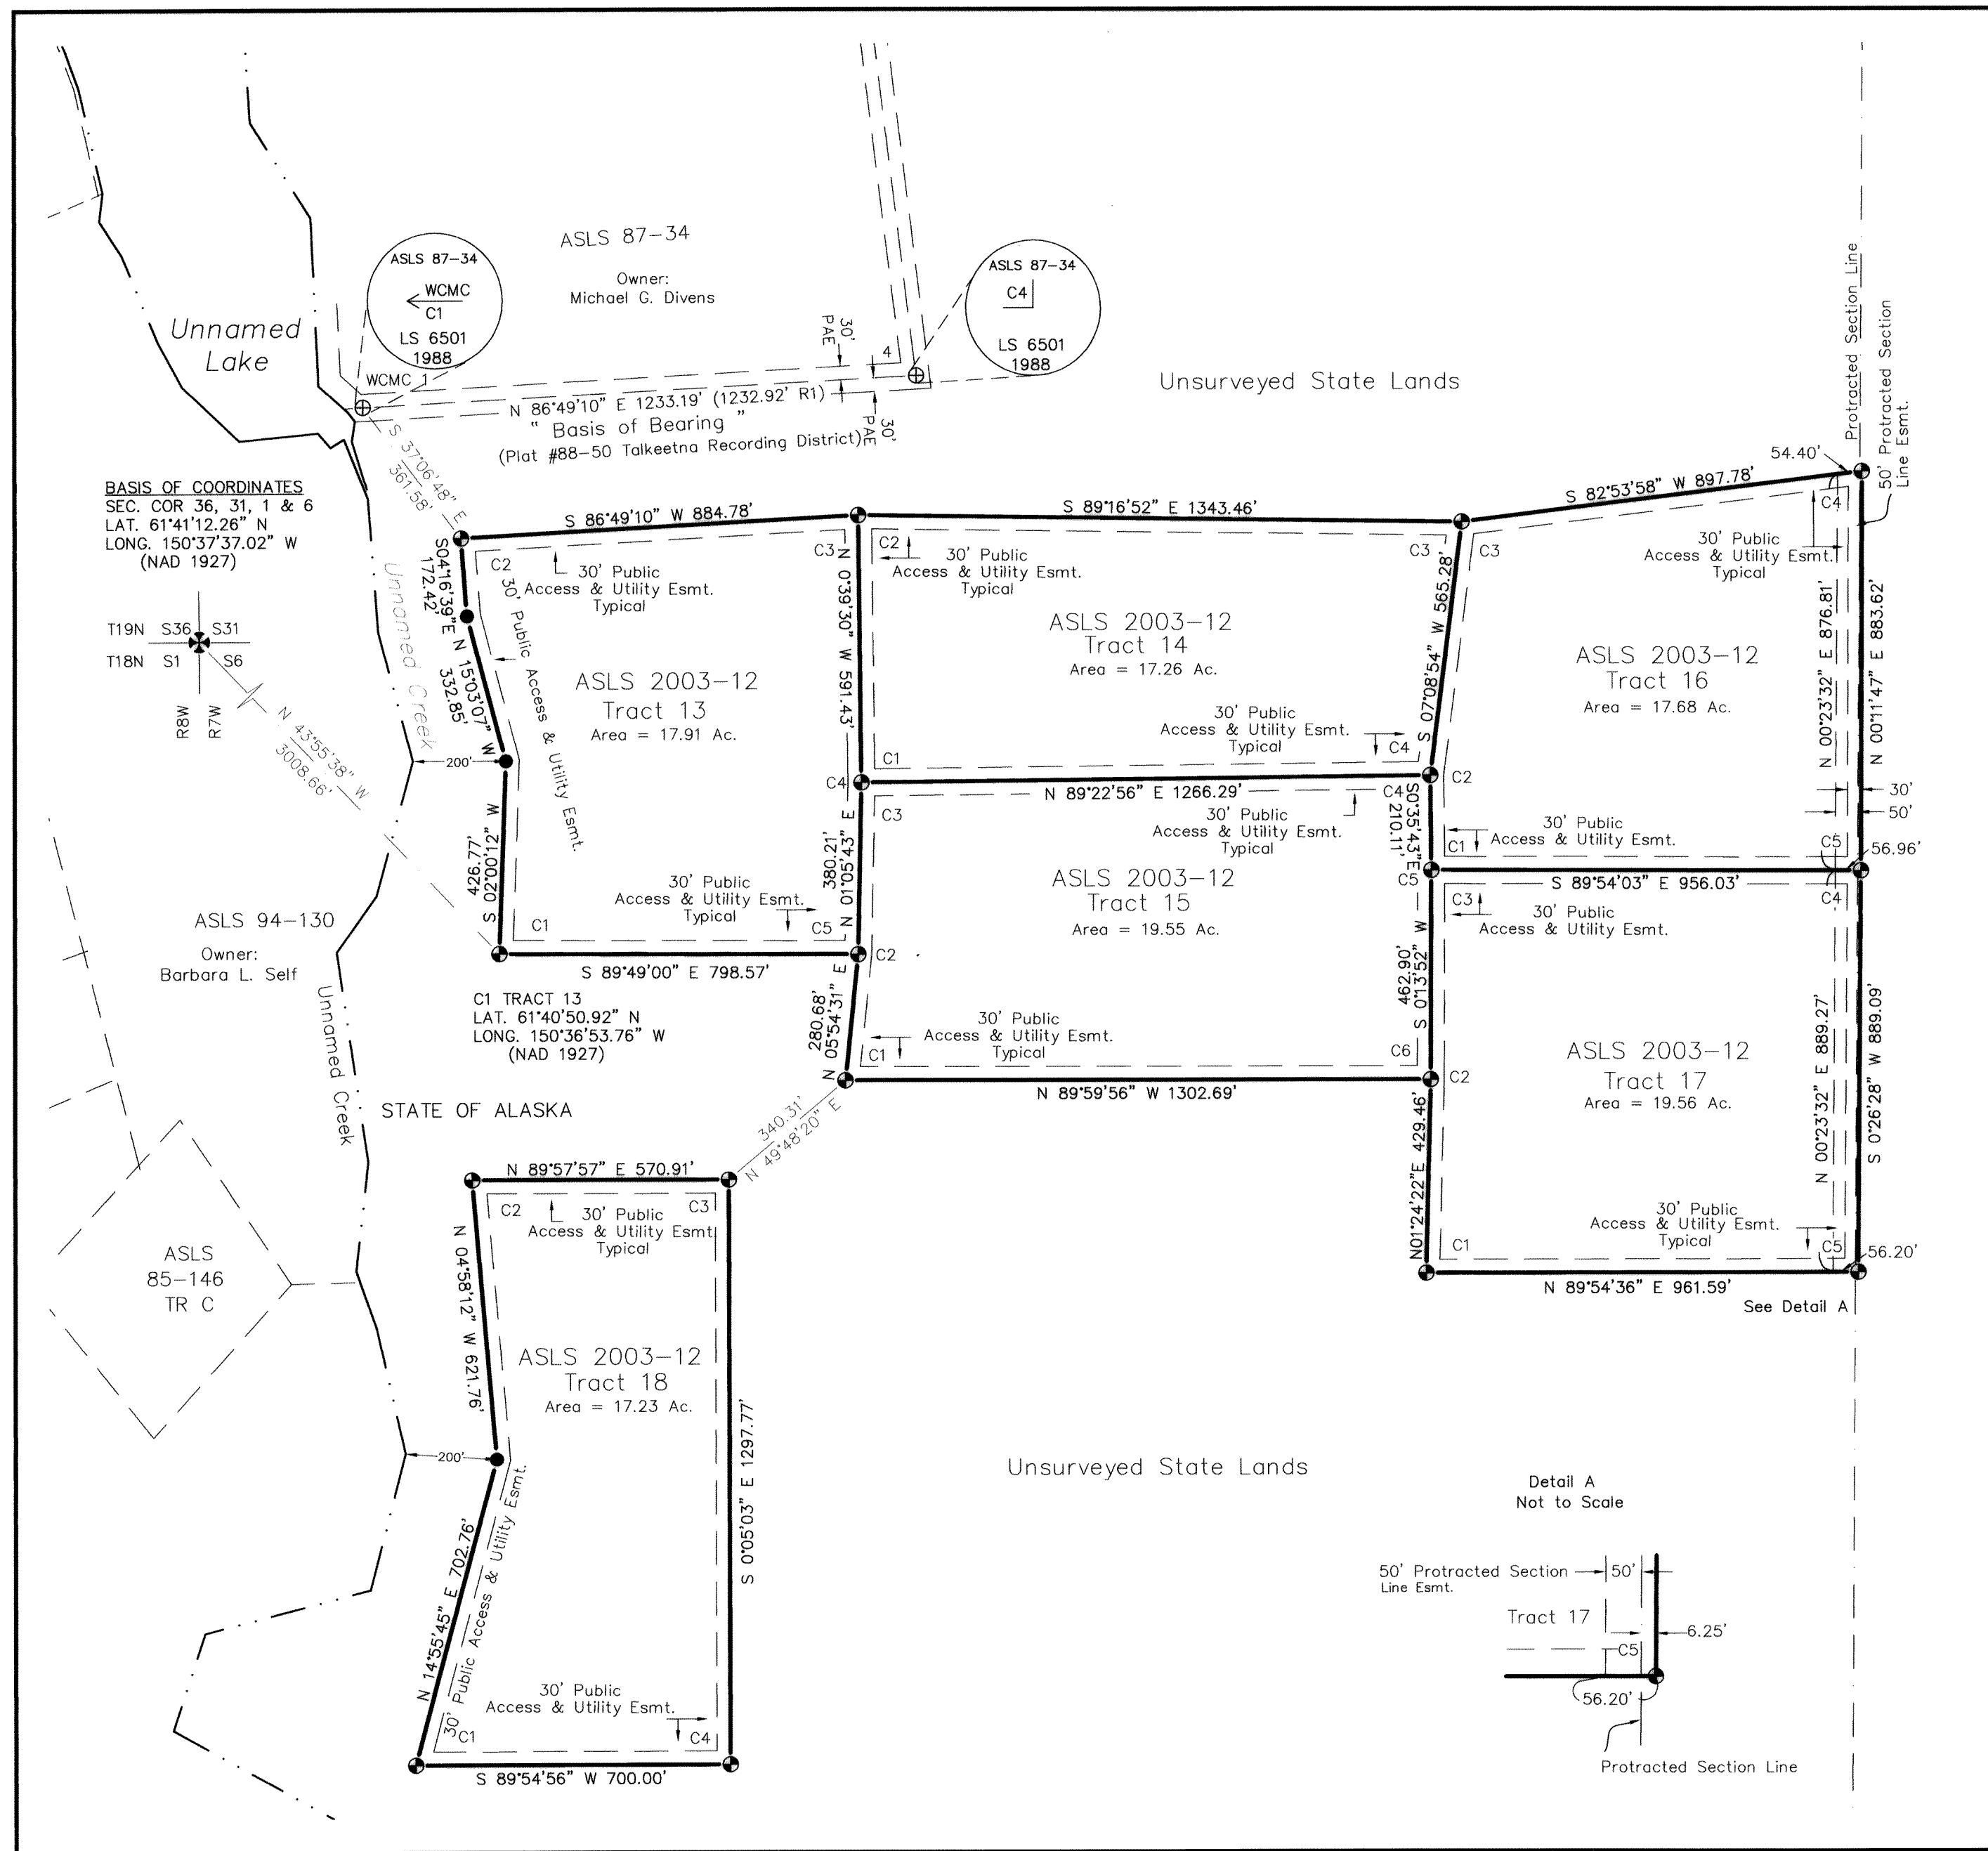 ASLS 87-34
Owner:
Michael G. Divens
ASLS 87-34
WCMC
C1
LS 6501
1988
ASLS 87-34
C4
LS 6501
1988
Unnamed
Lake
WCMC 1
4
30'
PAE
30'
PAE
N 86°49'10" E 1233.19' (1232.92' R1)
" Basis of Bearing "
(Plat #88-50 Talkeetna Recording District)
Unsurveyed State Lands
Protracted Section Line
50' Protracted Section
Line Esmt.
54.40'
S 37°06'48" E
361.58'
BASIS OF COORDINATES
SEC. COR 36, 31, 1 & 6
LAT. 61°41'12.26" N
LONG. 150°37'37.02" W
(NAD 1927)
T19N S36 S31
T18N S1 S6
R8W
R7W
N 43°55'38" W
3008.66'
Unnamed Creek
S 86°49'10" W 884.78'
S 89°16'52" E 1343.46'
S 82°53'58" W 897.78'
S04°16'39"E
172.42'
N 15°03'07" W
332.85'
200'
S 02°00'12" W
426.77'
C2
C3
30' Public
Access & Utility Esmt.
Typical
30' Public Access & Utility Esmt.
ASLS 2003-12
Tract 13
Area = 17.91 Ac.
30' Public
Access & Utility Esmt.
Typical
C1
C5
C4
S 89°49'00" E 798.57'
N 0°39'30" W 591.43'
N 01°05'43" E
380.21'
C2
C3
30' Public
Access & Utility Esmt.
Typical
ASLS 2003-12
Tract 14
Area = 17.26 Ac.
30' Public
Access & Utility Esmt.
Typical
C1
C4
S 07°08'54" W 565.28'
N 89°22'56" E 1266.29'
C3
C4
30' Public
Access & Utility Esmt.
Typical
ASLS 2003-12
Tract 15
Area = 19.55 Ac.
C2
C5
S0°35'43"E
210.11'
S 0°13'52" W
462.90'
N 05°54'31" E
280.68'
30' Public
Access & Utility Esmt.
Typical
C1
C6
N 89°59'56" W 1302.69'
C3
C4
30' Public
Access & Utility Esmt.
Typical
ASLS 2003-12
Tract 16
Area = 17.68 Ac.
N 00°23'32" E 876.81'
N 00°11'47" E 883.62'
30'
50'
C2
C1
C5
30' Public
Access & Utility Esmt.
56.96'
S 89°54'03" E 956.03'
C3
C4
30' Public
Access & Utility Esmt.
C2
ASLS 2003-12
Tract 17
Area = 19.56 Ac.
N01°24'22"E 429.46'
N 00°23'32" E 889.27'
S 0°26'28" W 889.09'
30' Public
Access & Utility Esmt.
Typical
C1
C5
56.20'
N 89°54'36" E 961.59'
See Detail A
ASLS 94-130
Owner:
Barbara L. Self
Unnamed Creek
C1 TRACT 13
LAT. 61°40'50.92" N
LONG. 150°36'53.76" W
(NAD 1927)
STATE OF ALASKA
340.31'
N 49°48'20" E
N 89°57'57" E 570.91'
C2
C3
30' Public
Access & Utility Esmt
Typical
N 04°58'12" W 621.76'
ASLS
85-146
TR C
ASLS 2003-12
Tract 18
Area = 17.23 Ac.
200'
S 0°05'03" E 1297.77'
N 14°55'45" E 702.76'
30' Public Access & Utility Esmt.
30' Public
Access & Utility Esmt.
C1
C4
S 89°54'56" W 700.00'
Unsurveyed State Lands
Detail A
Not to Scale
50' Protracted Section
Line Esmt.
50'
Tract 17
6.25'
C5
56.20'
Protracted Section Line